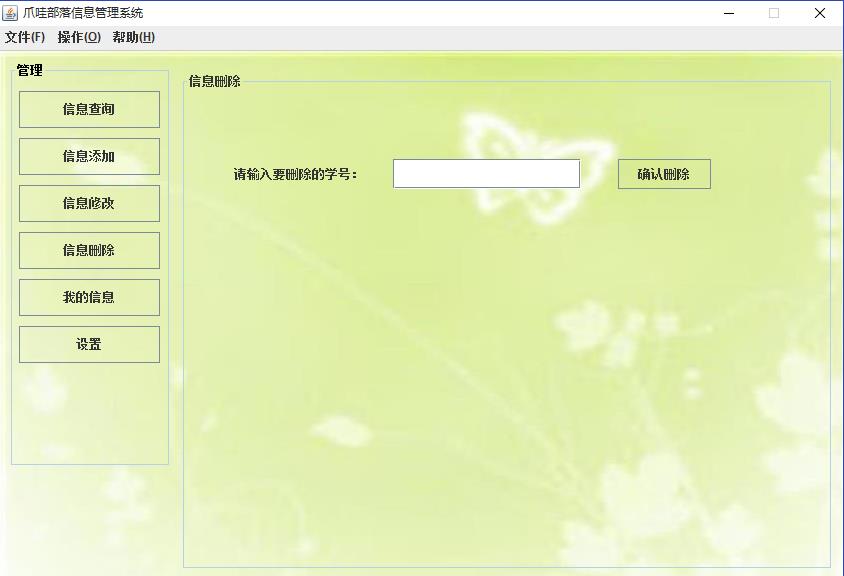 爪哇部落信息管理系统
文件(F) 操作(O) 帮助(H)
管理
信息查询
信息添加
信息修改
信息删除
我的信息
设置
信息删除
请输入要删除的学号：
确认删除